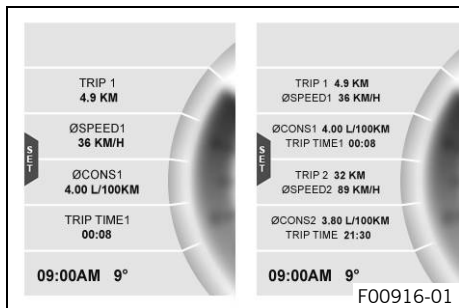 TRIP 1
4.9 KM
ØSPEED1
36 KM/H
ØCONS1
4.00 L/100KM
TRIP TIME1
00:08
SET
09:00AM 9°
TRIP 1 4.9 KM
ØSPEED1 36 KM/H
ØCONS1 4.00 L/100KM
TRIP TIME1 00:08
TRIP 2 32 KM
ØSPEED2 89 KM/H
ØCONS2 3.80 L/100KM
TRIP TIME 21:30
SET
09:00AM 9°
F00916-01